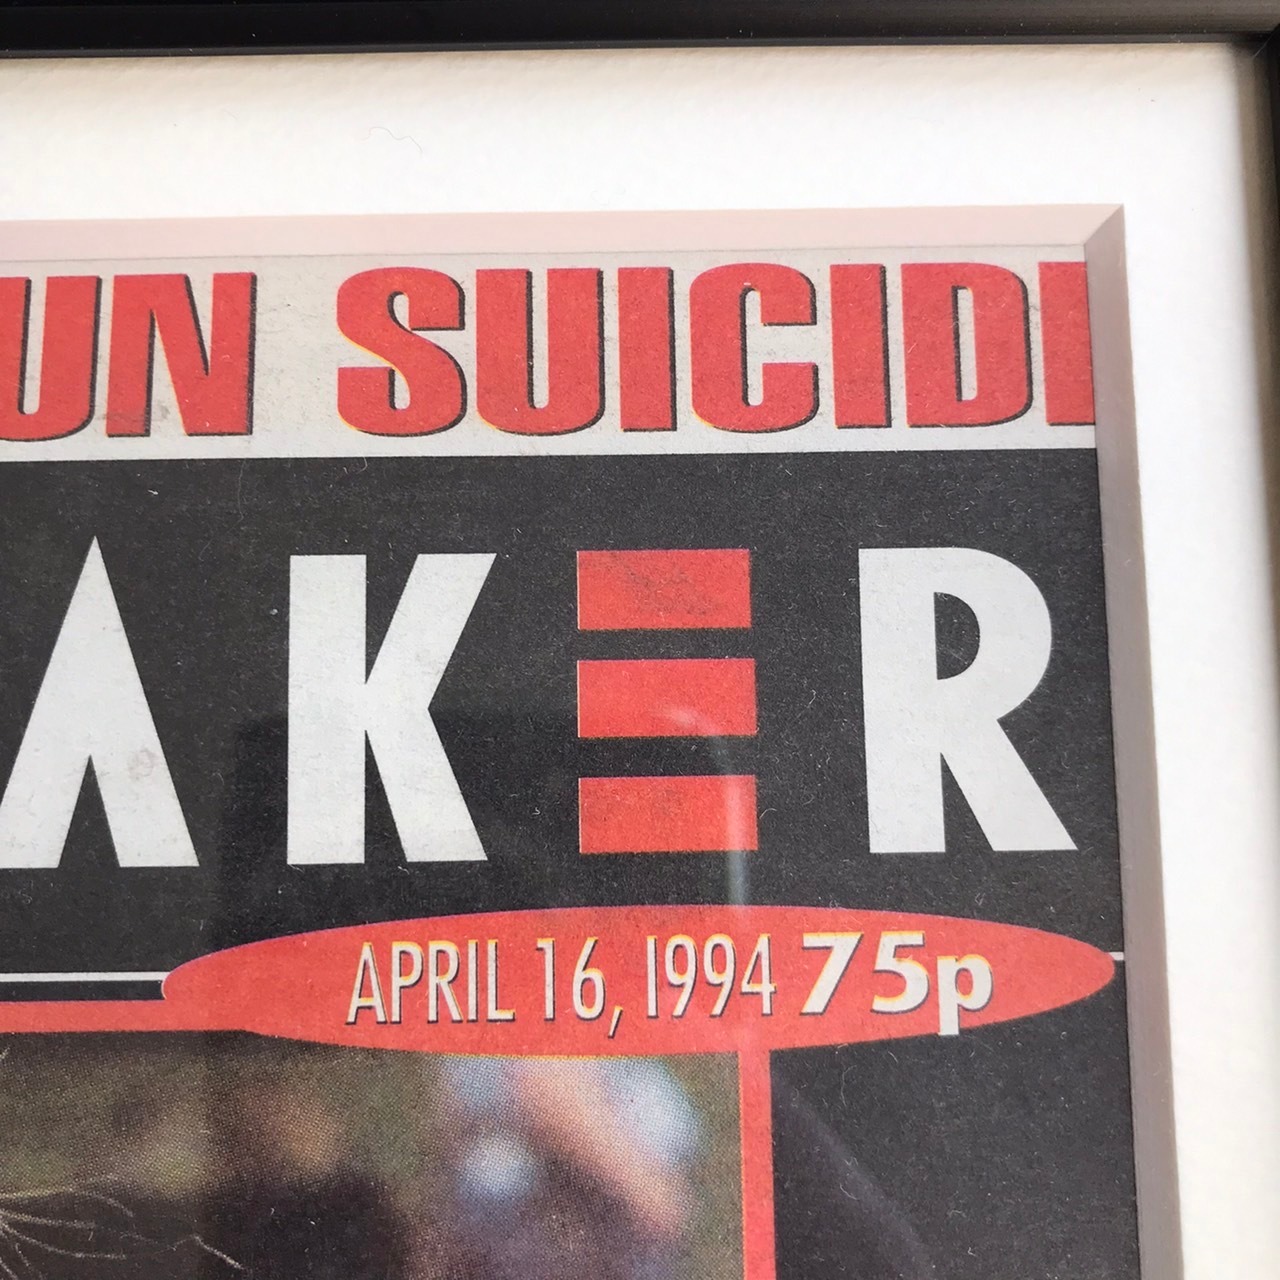 UN SUICID
AKER
APRIL 16, 1994 75p